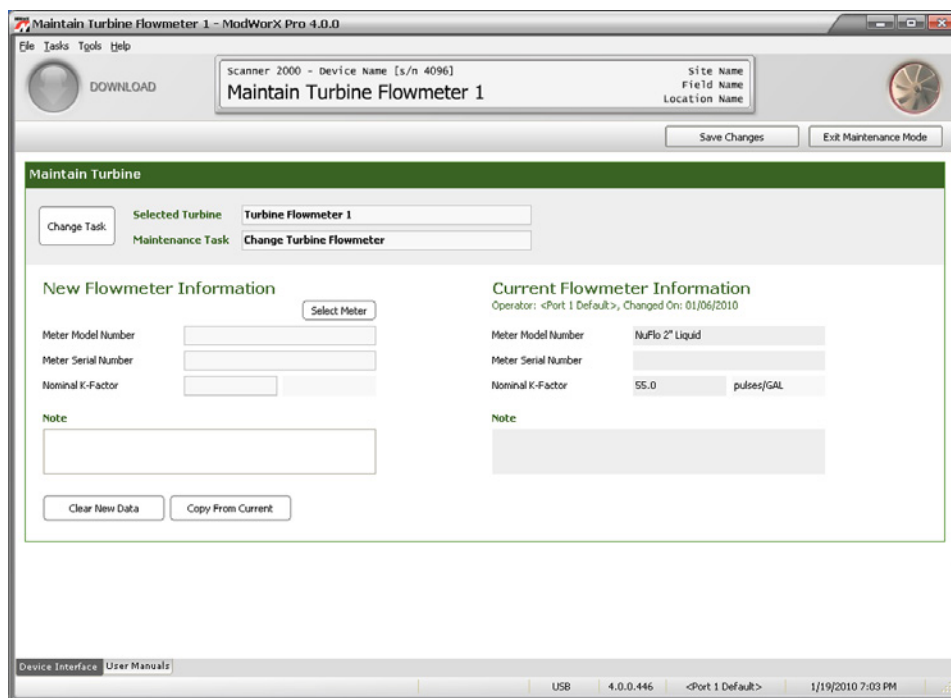 Maintain Turbine Flowmeter 1 - ModWorX Pro 4.0.0
File Tasks Tools Help
DOWNLOAD
Scanner 2000 - Device Name [s/n 4096]
Maintain Turbine Flowmeter 1
Site Name
Field Name
Location Name
Save Changes
Exit Maintenance Mode
Maintain Turbine
Change Task
Selected Turbine Turbine Flowmeter 1
Maintenance Task Change Turbine Flowmeter
New Flowmeter Information
Select Meter
Meter Model Number
Meter Serial Number
Nominal K-Factor
Note
Clear New Data
Copy From Current
Current Flowmeter Information
Operator: <Port 1 Default>, Changed On: 01/06/2010
Meter Model Number NuFlo 2" Liquid
Meter Serial Number
Nominal K-Factor 55.0 pulses/GAL
Note
Device Interface User Manuals
USB 4.0.0.446 <Port 1 Default> 1/19/2010 7:03 PM